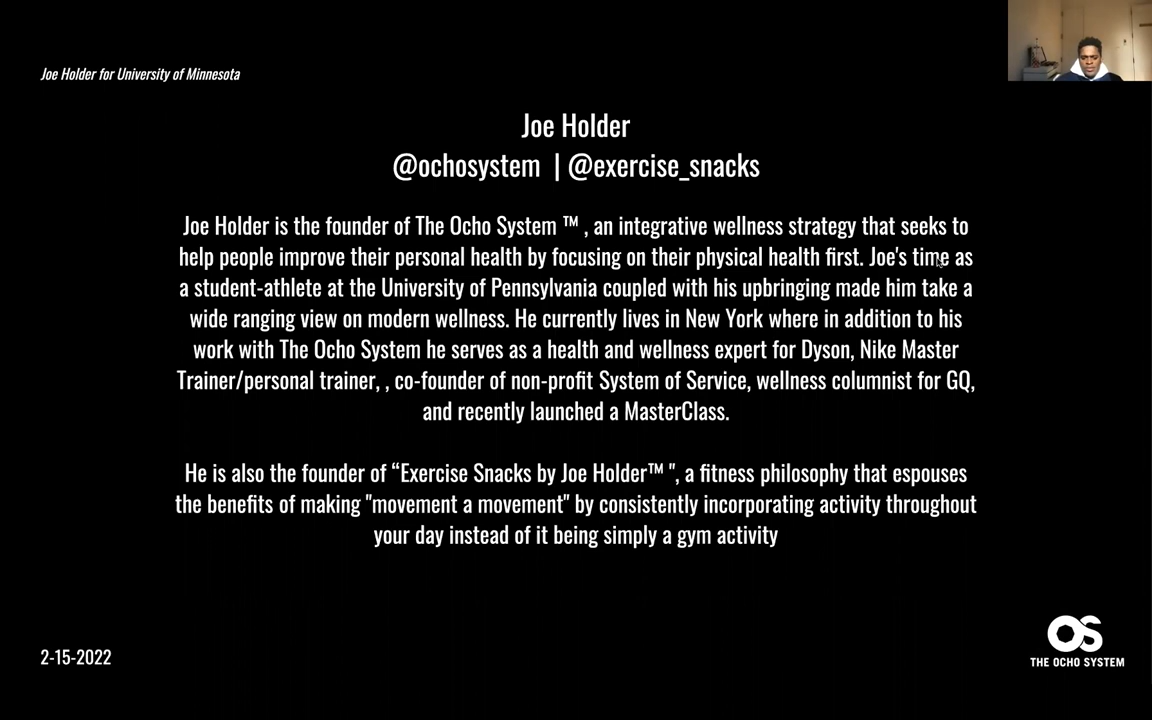 Joe Holder for University of Minnesota
Joe Holder
@ochosystem | @exercise_snacks
Joe Holder is the founder of The Ocho System ™ , an integrative wellness strategy that seeks to
help people improve their personal health by focusing on their physical health first. Joe's time as
a student-athlete at the University of Pennsylvania coupled with his upbringing made him take a
wide ranging view on modern wellness. He currently lives in New York where in addition to his
work with The Ocho System he serves as a health and wellness expert for Dyson, Nike Master
Trainer/personal trainer, , co-founder of non-profit System of Service, wellness columnist for GQ,
and recently launched a MasterClass.
He is also the founder of “Exercise Snacks by Joe Holder™ ", a fitness philosophy that espouses
the benefits of making "movement a movement" by consistently incorporating activity throughout
your day instead of it being simply a gym activity
2-15-2022
OS
THE OCHO SYSTEM